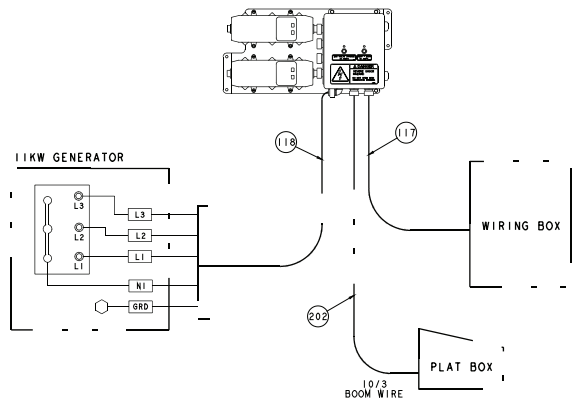 DANGER
118
117
11KW GENERATOR
L3
L3
L2
L2
L1
L1
N1
GRD
WIRING BOX
202
PLAT BOX
10/3
BOOM WIRE